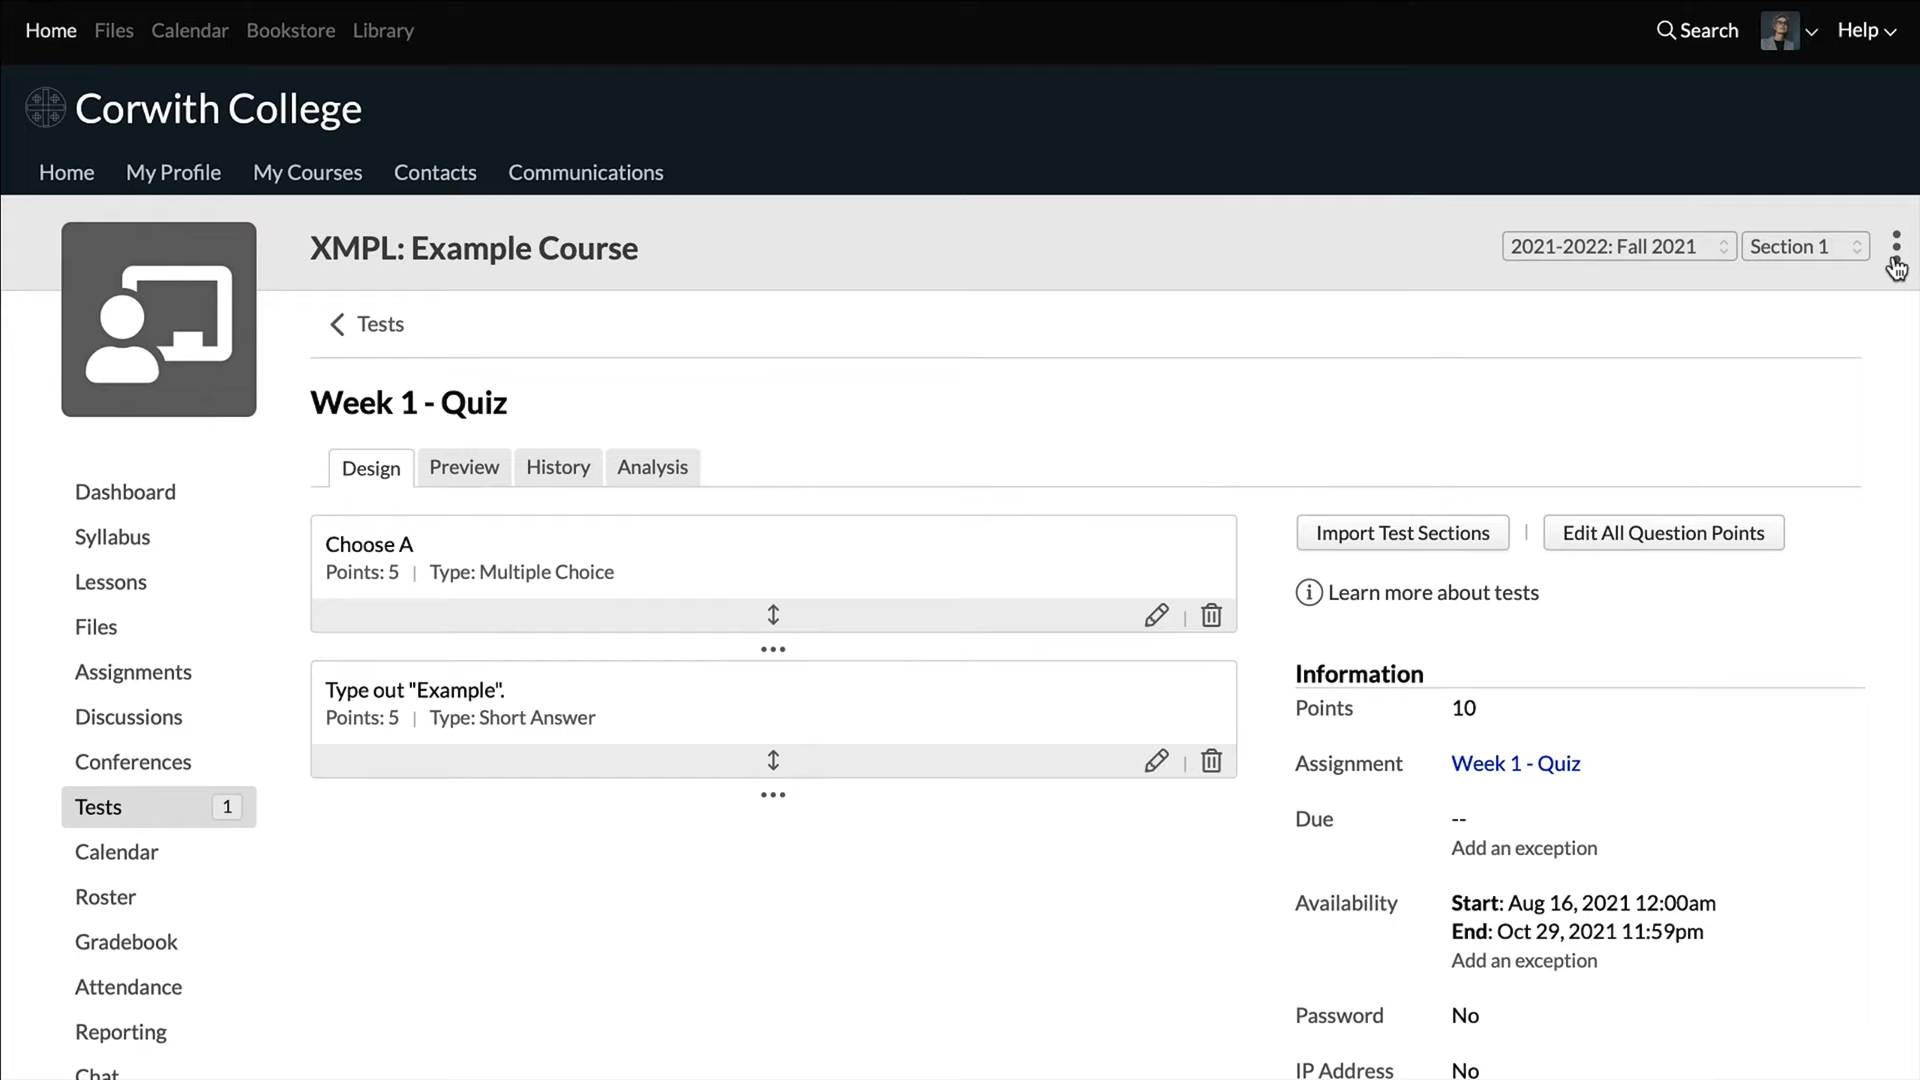 Home Files Calendar Bookstore Library Search Help
Corwith College
Home My Profile My Courses Contacts Communications
XMPL: Example Course 2021-2022: Fall 2021 Section 1
Tests
Week 1 - Quiz
Design Preview History Analysis
Dashboard
Syllabus
Lessons
Files
Assignments
Discussions
Conferences
Tests 1
Calendar
Roster
Gradebook
Attendance
Reporting
Chat
Choose A
Points: 5 | Type: Multiple Choice
Type out "Example".
Points: 5 | Type: Short Answer
Import Test Sections | Edit All Question Points
Learn more about tests
Information
Points 10
Assignment Week 1 - Quiz
Due --
Add an exception
Availability Start: Aug 16, 2021 12:00am
End: Oct 29, 2021 11:59pm
Add an exception
Password No
IP Address No